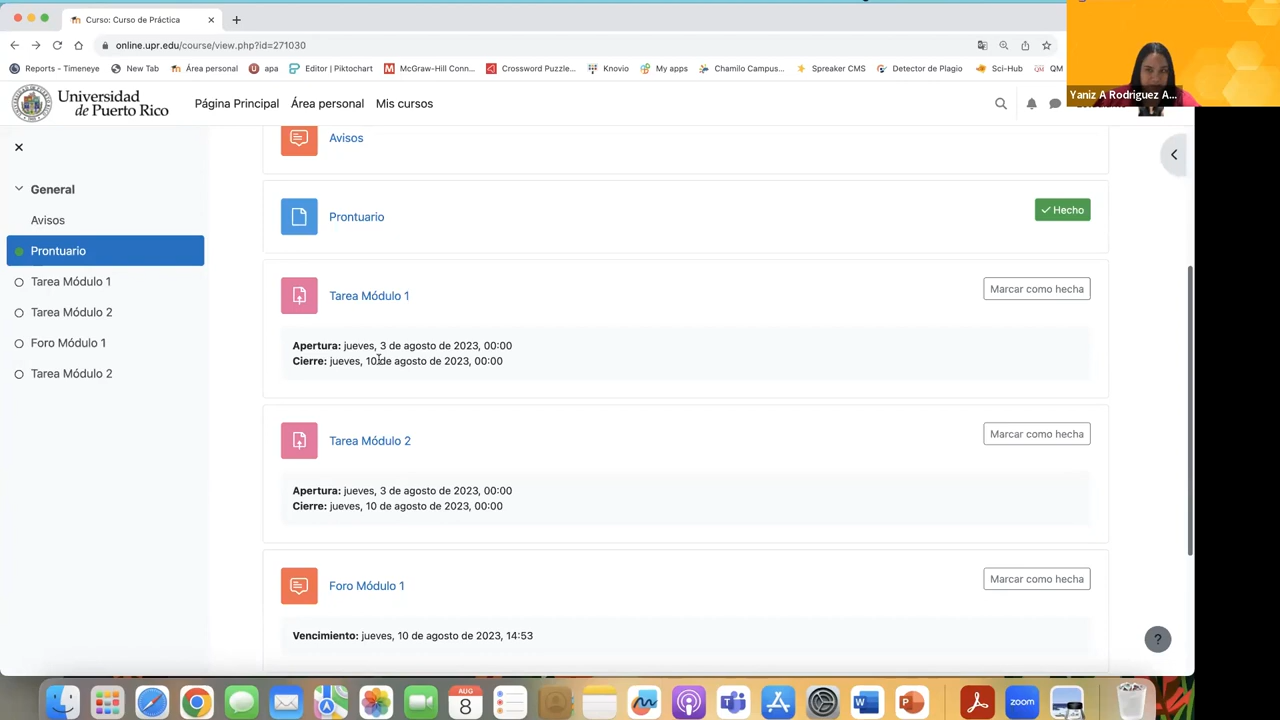 Curso: Curso de Práctica
online.upr.edu/course/view.php?id=271030
Reports - Timeneye
New Tab
Área personal
apa
Editor | Piktochart
McGraw-Hill Conn...
Crossword Puzzle...
Knovio
My apps
Chamilo Campus...
Spreaker CMS
Detector de Plagio
Sci-Hub
QM
Yaniz A Rodriguez A...
Universidad
de Puerto Rico
Página Principal
Área personal
Mis cursos
General
Avisos
Prontuario
Tarea Módulo 1
Tarea Módulo 2
Foro Módulo 1
Tarea Módulo 2
Avisos
Prontuario
Hecho
Tarea Módulo 1
Marcar como hecha
Apertura: jueves, 3 de agosto de 2023, 00:00
Cierre: jueves, 10 de agosto de 2023, 00:00
Tarea Módulo 2
Marcar como hecha
Apertura: jueves, 3 de agosto de 2023, 00:00
Cierre: jueves, 10 de agosto de 2023, 00:00
Foro Módulo 1
Marcar como hecha
Vencimiento: jueves, 10 de agosto de 2023, 14:53
?
AUG
8
zoom